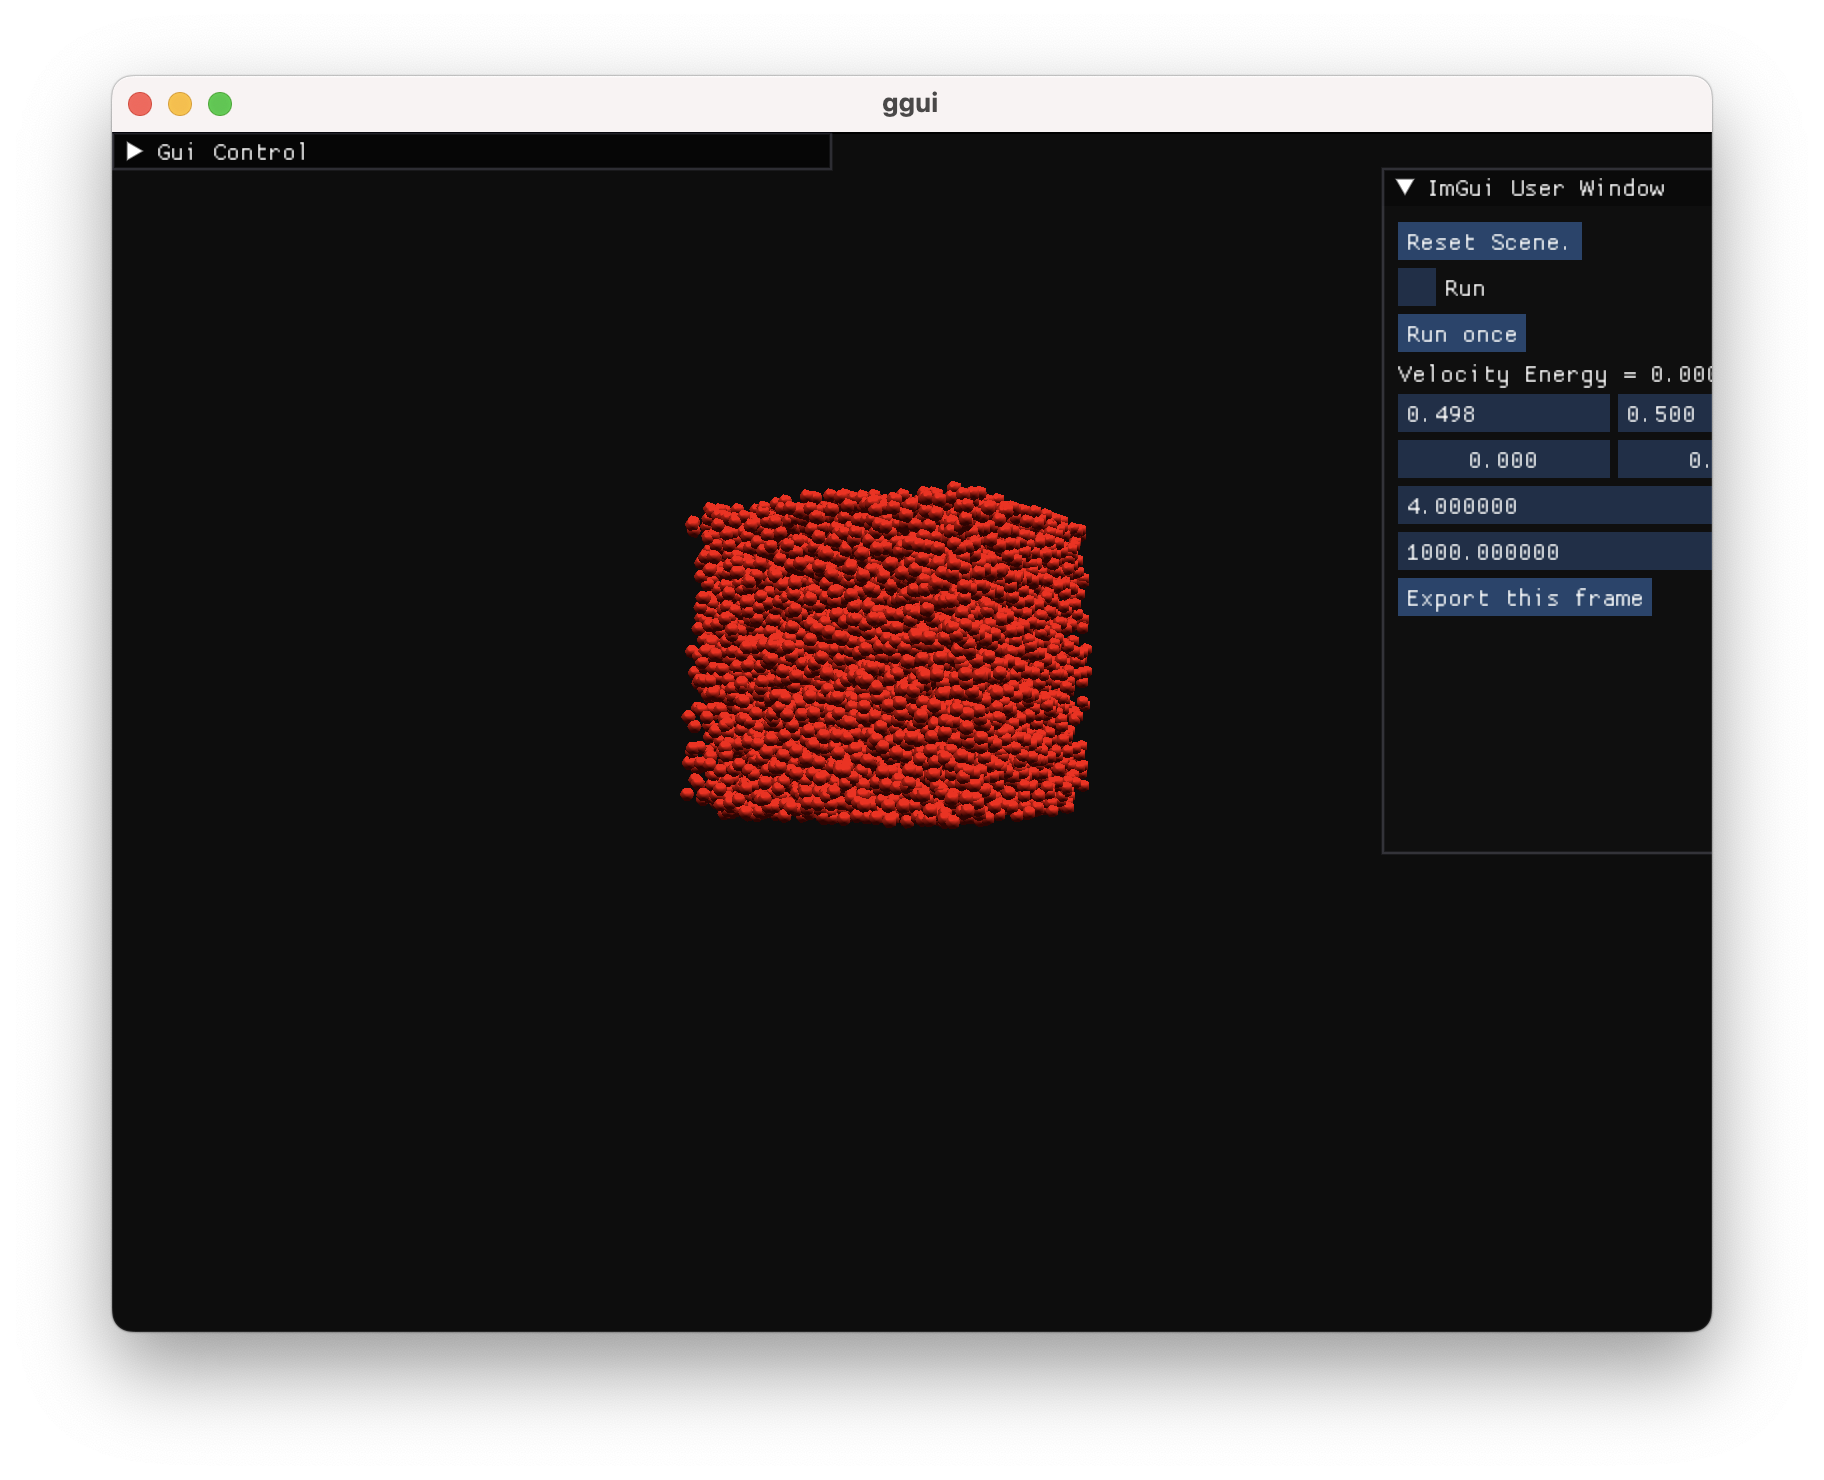 ggui
Gui Control
ImGui User Window
Reset Scene.
Run
Run once
Velocity Energy = 0.000
0.498 0.500
0.000 0.
4.000000
1000.000000
Export this frame